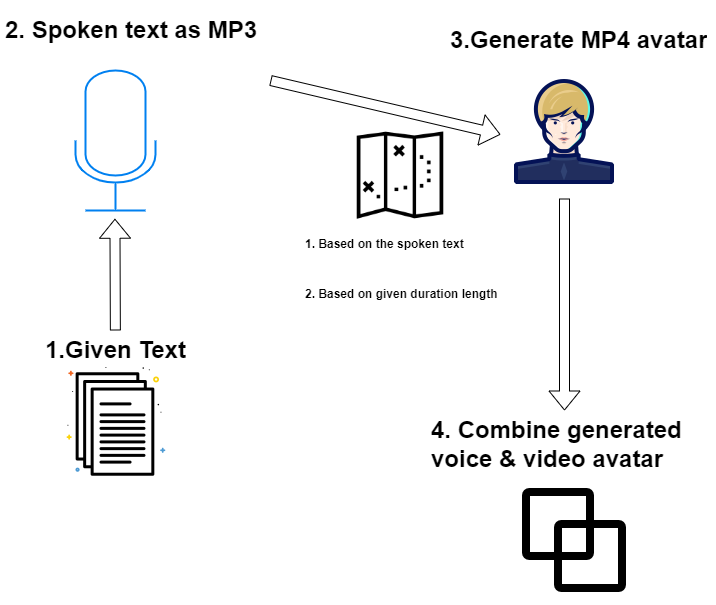 2. Spoken text as MP3
3.Generate MP4 avatar
1. Based on the spoken text
2. Based on given duration length
1.Given Text
4. Combine generated
voice & video avatar